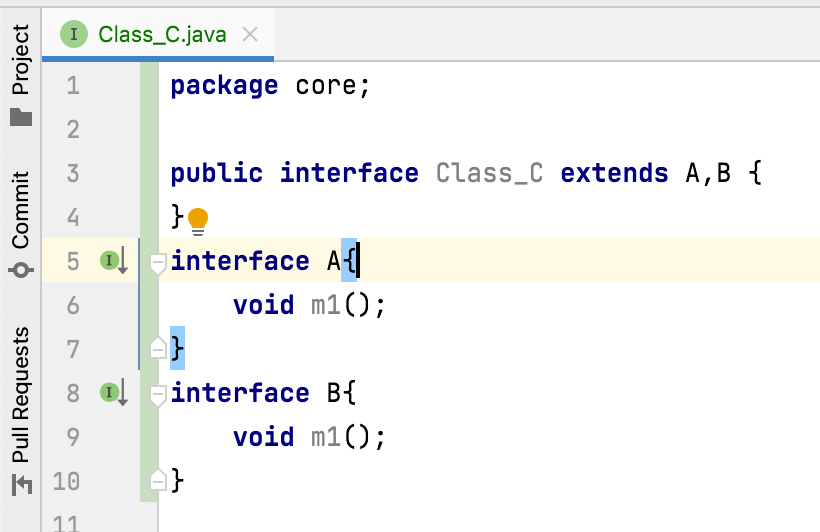 Project
Commit
Pull Requests
I Class_C.java
1 package core;
2
3 public interface Class_C extends A,B {
4 }
5 I interface A{
6 void m1();
7 }
8 I interface B{
9 void m1();
10 }
11